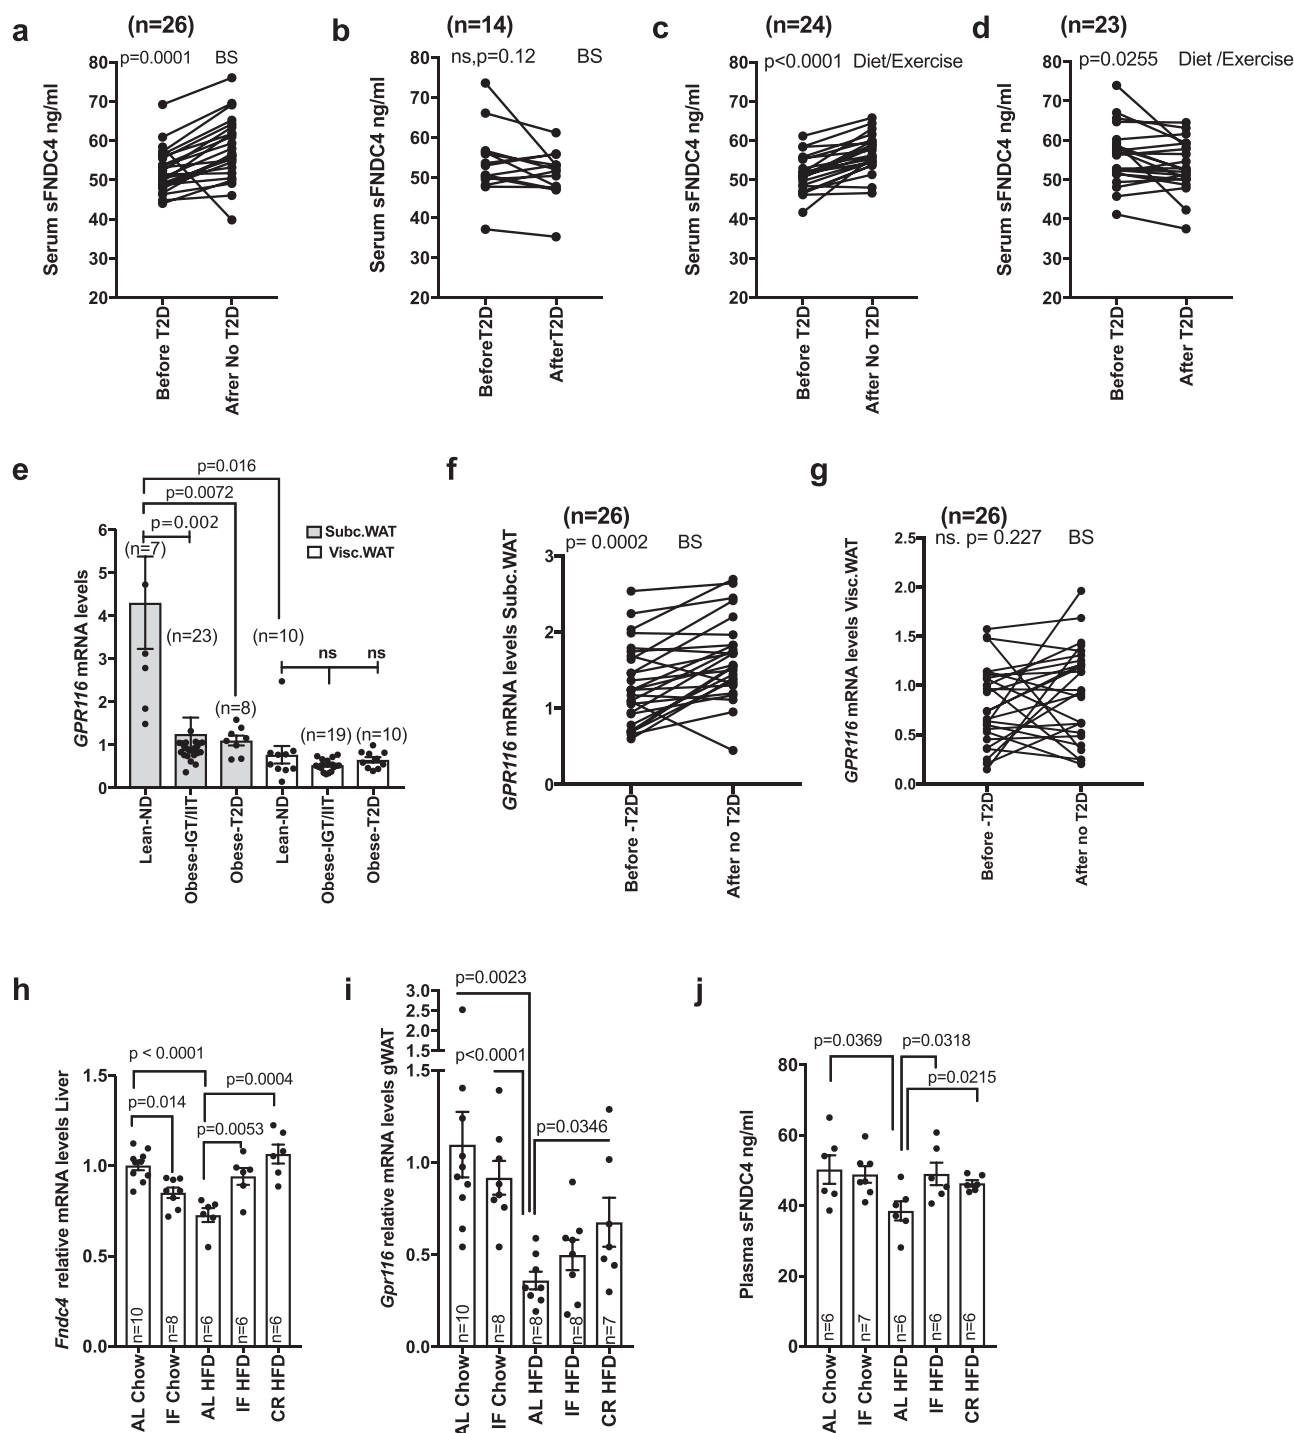 a
(n=26)
p=0.0001 BS
Serum sFNDC4 ng/ml
80
70
60
50
40
30
20
Before T2D
Afrer No T2D
b
(n=14)
ns,p=0.12 BS
Serum sFNDC4 ng/ml
80
70
60
50
40
30
20
BeforeT2D
AfterT2D
c
(n=24)
p<0.0001 Diet/Exercise
Serum sFNDC4 ng/ml
80
70
60
50
40
30
20
Before T2D
After No T2D
d
(n=23)
p=0.0255 Diet /Exercise
Serum sFNDC4 ng/ml
80
70
60
50
40
30
20
Before T2D
After T2D
e
p=0.016
p=0.0072
p=0.002
Subc.WAT
Visc.WAT
GPR116 mRNA levels
6
5
4
3
2
1
0
(n=7)
(n=23)
(n=8)
(n=10)
ns
ns
(n=19)
(n=10)
Lean-ND
Obese-IGT/IIT
Obese-T2D
Lean-ND
Obese-IGT/IIT
Obese-T2D
f
(n=26)
p= 0.0002 BS
GPR116 mRNA levels Subc.WAT
3
2
1
0
Before -T2D
After no T2D
g
(n=26)
ns. p= 0.227 BS
GPR116 mRNA levels Visc.WAT
2.5
2.0
1.5
1.0
0.5
0.0
Before -T2D
After no T2D
h
p < 0.0001
p=0.0004
p=0.014
p=0.0053
Fndc4 relative mRNA levels Liver
1.5
1.0
0.5
0.0
n=10
n=8
n=6
n=6
n=6
AL Chow
IF Chow
AL HFD
IF HFD
CR HFD
i
p=0.0023
p<0.0001
p=0.0346
Gpr116 relative mRNA levels gWAT
3.0
2.5
2.0
1.5
1.5
1.0
0.5
0.0
n=10
n=8
n=8
n=8
n=7
AL Chow
IF Chow
AL HFD
IF HFD
CR HFD
j
p=0.0369
p=0.0318
p=0.0215
Plasma sFNDC4 ng/ml
80
60
40
20
0
n=6
n=7
n=6
n=6
n=6
AL Chow
IF Chow
AL HFD
IF HFD
CR HFD